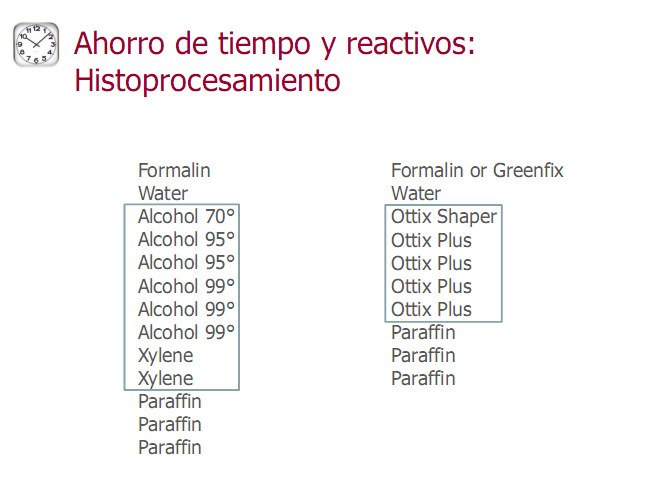 Ahorro de tiempo y reactivos:
Histoprocesamiento
Formalin
Water
Alcohol 70°
Alcohol 95°
Alcohol 95°
Alcohol 99°
Alcohol 99°
Alcohol 99°
Xylene
Xylene
Paraffin
Paraffin
Paraffin
Formalin or Greenfix
Water
Ottix Shaper
Ottix Plus
Ottix Plus
Ottix Plus
Ottix Plus
Paraffin
Paraffin
Paraffin